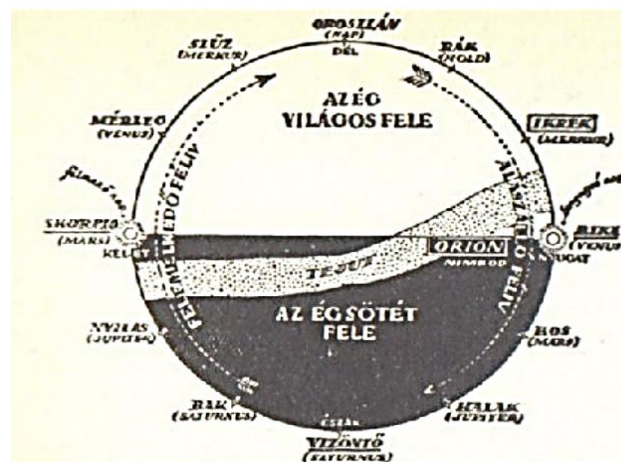 OROSZLÁN
(NAP)
DÉL
SZŰZ
(MERKUR)
RÁK
(HOLD)
AZ ÉG
VILÁGOS FELE
MÉRLEG
(VENUS)
IKREK
(MERKUR)
FELEMELKEDŐ FÉLÍV
ALÁSZÁLLÓ FÉLÍV
SKORPIÓ
(MARS)
KELET
BIKA
(VENUS)
NYUGAT
ORION
NIMROD
TEJÚT
AZ ÉG SÖTÉT
FELE
NYILAS
(JUPITER)
KOS
(MARS)
BAK
(SATURNUS)
HALAK
(JUPITER)
ÉSZAK
VÍZÖNTŐ
(SATURNUS)